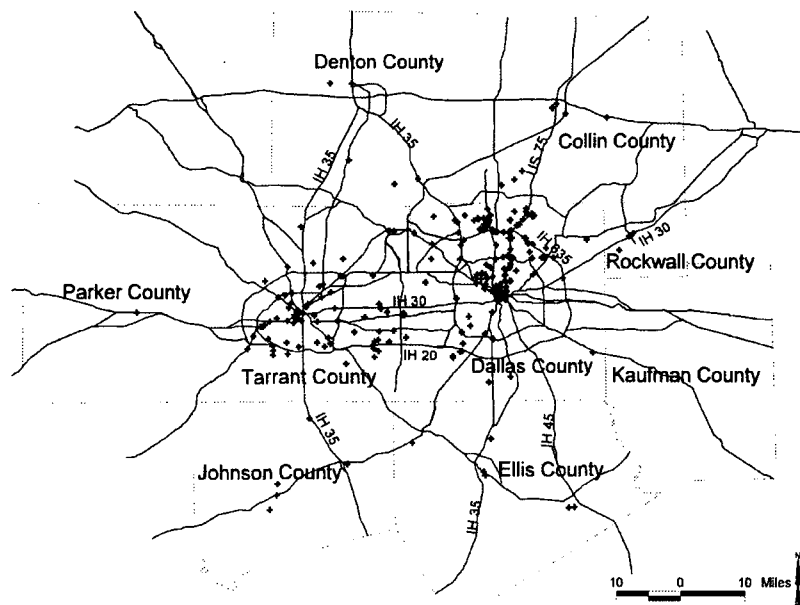 Denton County
IH 35
IH 35
US 75
Collin County
IH 635
IH 30
Rockwall County
Parker County
IH 30
IH 20
Tarrant County
Dallas County
Kaufman County
IH 35
IH 45
Johnson County
Ellis County
IH 35
10 0 10 Miles
N